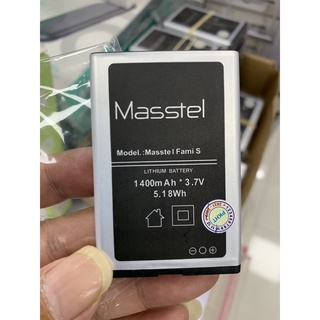 Masstel
Model.:Masstel Fami S
LITHIUM BATTERY
1400mAh * 3.7V
5.18Wh